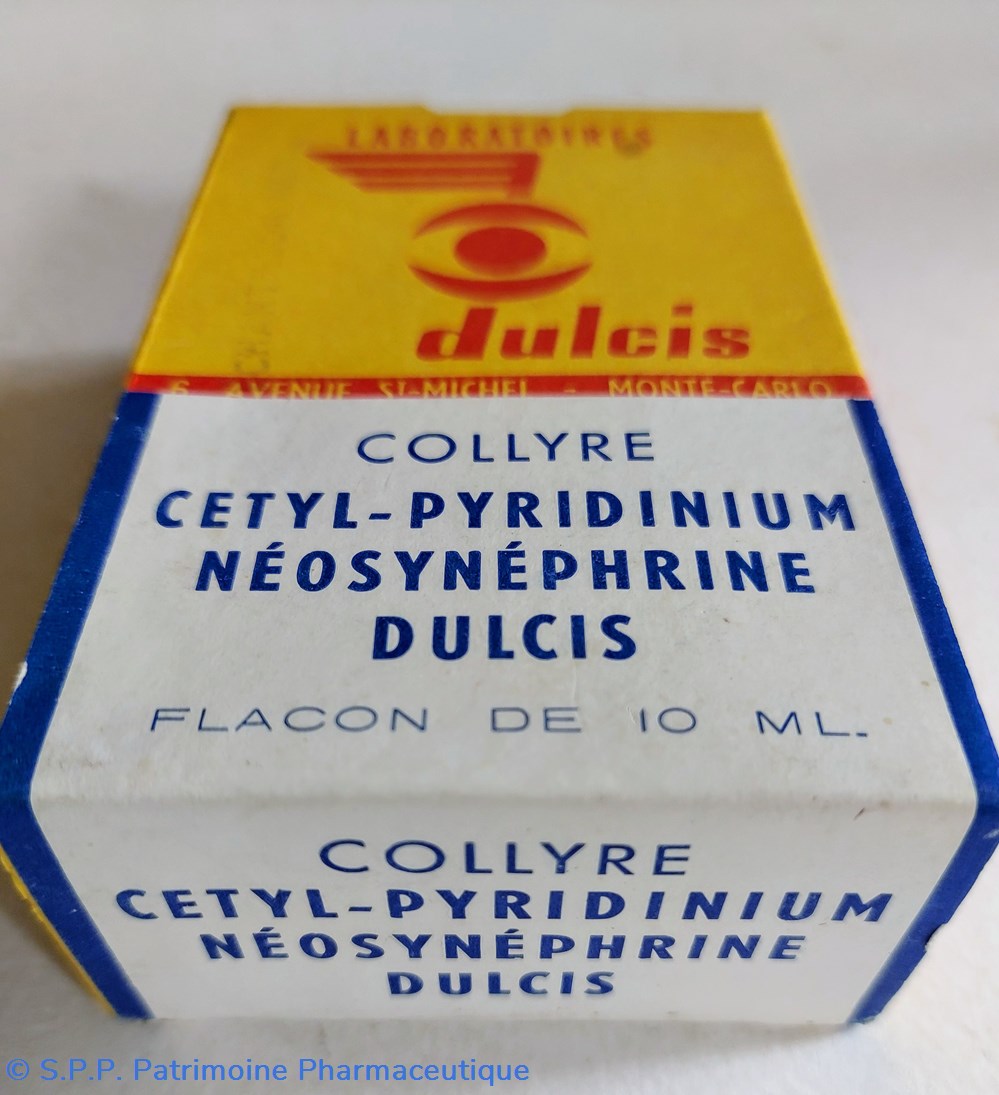 LABORATOIRES
dulcis
6 AVENUE ST-MICHEL - MONTE-CARLO
COLLYRE
CETYL-PYRIDINIUM
NÉOSYNÉPHRINE
DULCIS
FLACON DE 10 ML.
COLLYRE
CETYL-PYRIDINIUM
NÉOSYNÉPHRINE
DULCIS
© S.P.P. Patrimoine Pharmaceutique